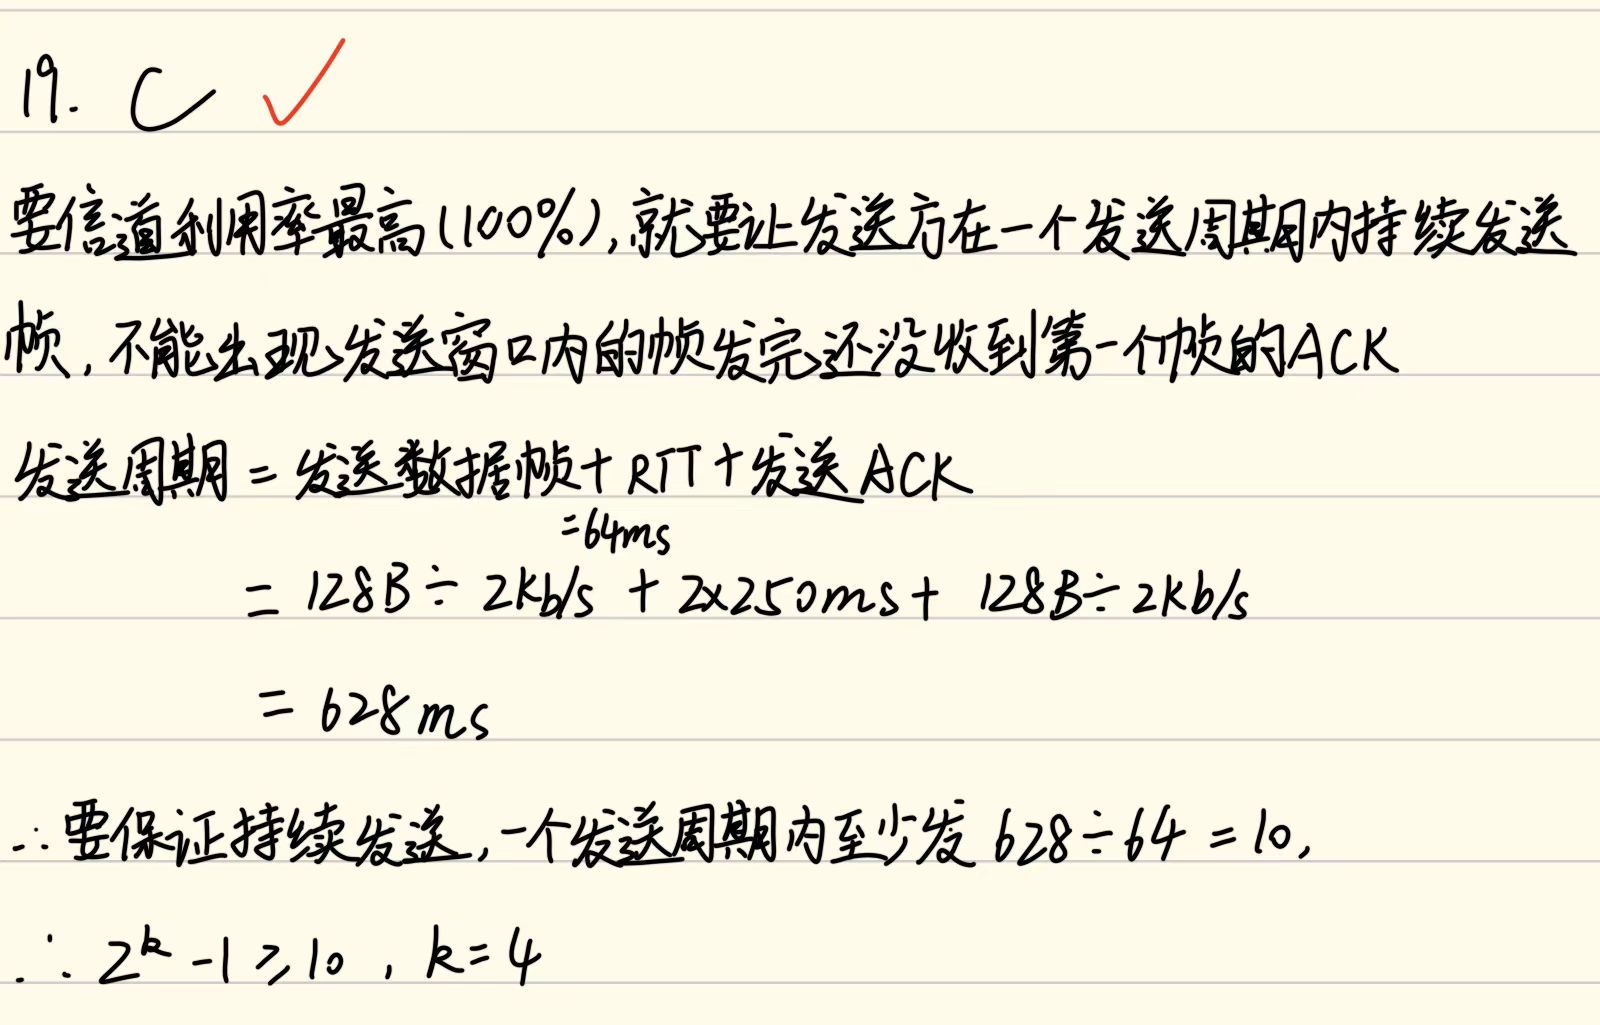 19. C ✓
要信道利用率最高(100%),就要让发送方在一个发送周期内持续发送
帧,不能出现发送窗口内的帧发完还没收到第一个帧的ACK
发送周期 = 发送数据帧 + RTT + 发送ACK
=64ms
= 128B ÷ 2kb/s + 2×250ms + 128B ÷ 2kb/s
= 628ms
∴ 要保证持续发送,一个发送周期内至少发 628÷64 = 10,
∴ 2^k -1 ≥ 10, k=4